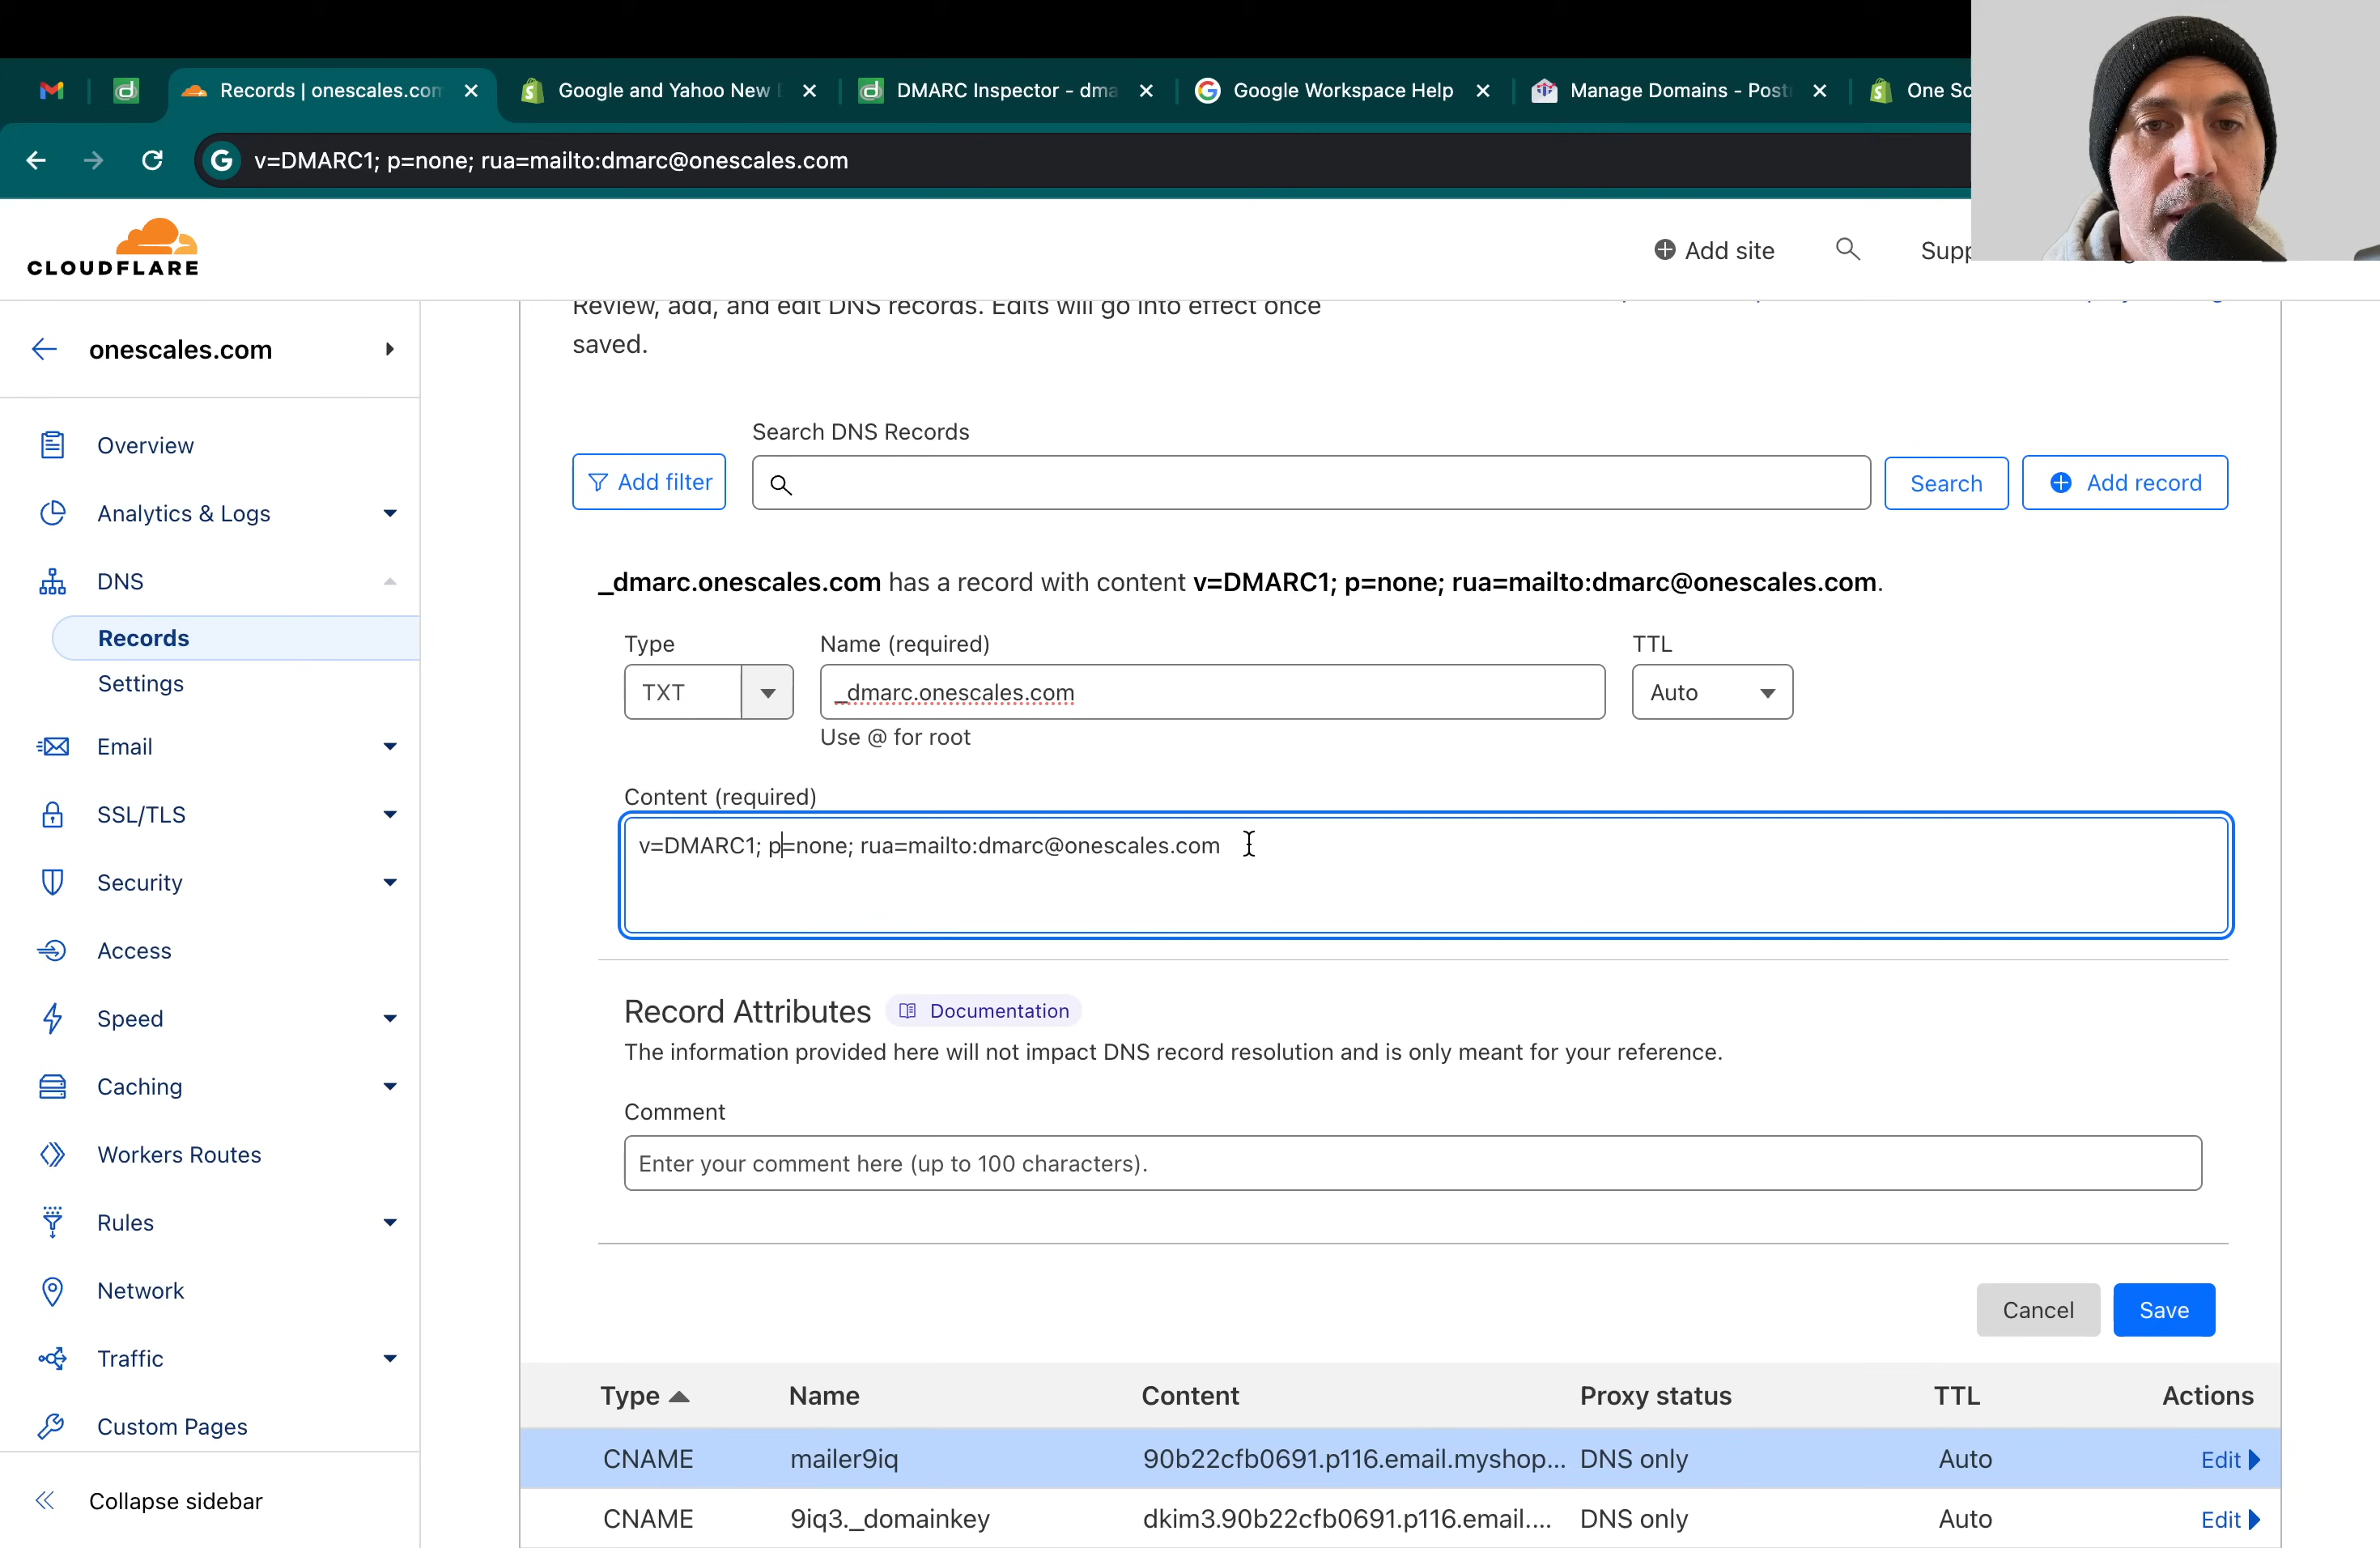 Records | onescales.com
Google and Yahoo New
DMARC Inspector - dma
Google Workspace Help
Manage Domains - Post
One Sc
v=DMARC1; p=none; rua=mailto:dmarc@onescales.com
CLOUDFLARE
Add site
Supp
onescales.com
Overview
Analytics & Logs
DNS
Records
Settings
Email
SSL/TLS
Security
Access
Speed
Caching
Workers Routes
Rules
Network
Traffic
Custom Pages
Collapse sidebar
Review, add, and edit DNS records. Edits will go into effect once
saved.
Search DNS Records
Add filter
Search
Add record
_dmarc.onescales.com has a record with content v=DMARC1; p=none; rua=mailto:dmarc@onescales.com.
Type
Name (required)
TTL
TXT
_dmarc.onescales.com
Auto
Use @ for root
Content (required)
v=DMARC1; p=none; rua=mailto:dmarc@onescales.com
Record Attributes
Documentation
The information provided here will not impact DNS record resolution and is only meant for your reference.
Comment
Enter your comment here (up to 100 characters).
Cancel
Save
Type Name Content Proxy status TTL Actions
CNAME mailer9iq 90b22cfb0691.p116.email.myshop... DNS only Auto Edit
CNAME 9iq3._domainkey dkim3.90b22cfb0691.p116.email.... DNS only Auto Edit